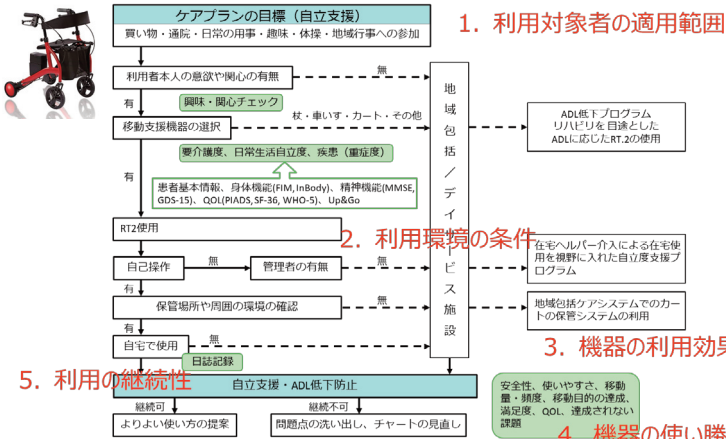 ケアプランの目標（自立支援）
買い物・通院・日常の用事・趣味・体操・地域行事への参加
1. 利用対象者の適用範囲
利用者本人の意欲や関心の有無
無
有
興味・関心チェック
移動支援機器の選択
杖・車いす・カート・その他
要介護度、日常生活自立度、疾患（重症度）
有
患者基本情報、身体機能(FIM, InBody)、精神機能(MMSE,
GDS-15)、QOL(PIADS, SF-36, WHO-5)、Up&Go
地域包括／デイサービス施設
ADL低下プログラム
リハビリを目途とした
ADLに応じたRT.2の使用
RT2使用
2. 利用環境の条件
自己操作
無
管理者の有無
無
在宅ヘルパー介入による在宅使
用を視野に入れた自立度支援プ
ログラム
有
保管場所や周囲の環境の確認
無
地域包括ケアシステムでのカー
トの保管システムの利用
有
自宅で使用
無
日誌記録
3. 機器の利用効果
5. 利用の継続性
自立支援・ADL低下防止
継続可
継続不可
よりよい使い方の提案
問題点の洗い出し、チャートの見直し
安全性、使いやすさ、移動
量・頻度、移動目的の達成、
満足度、QOL、達成されない
課題
4. 機器の使い勝